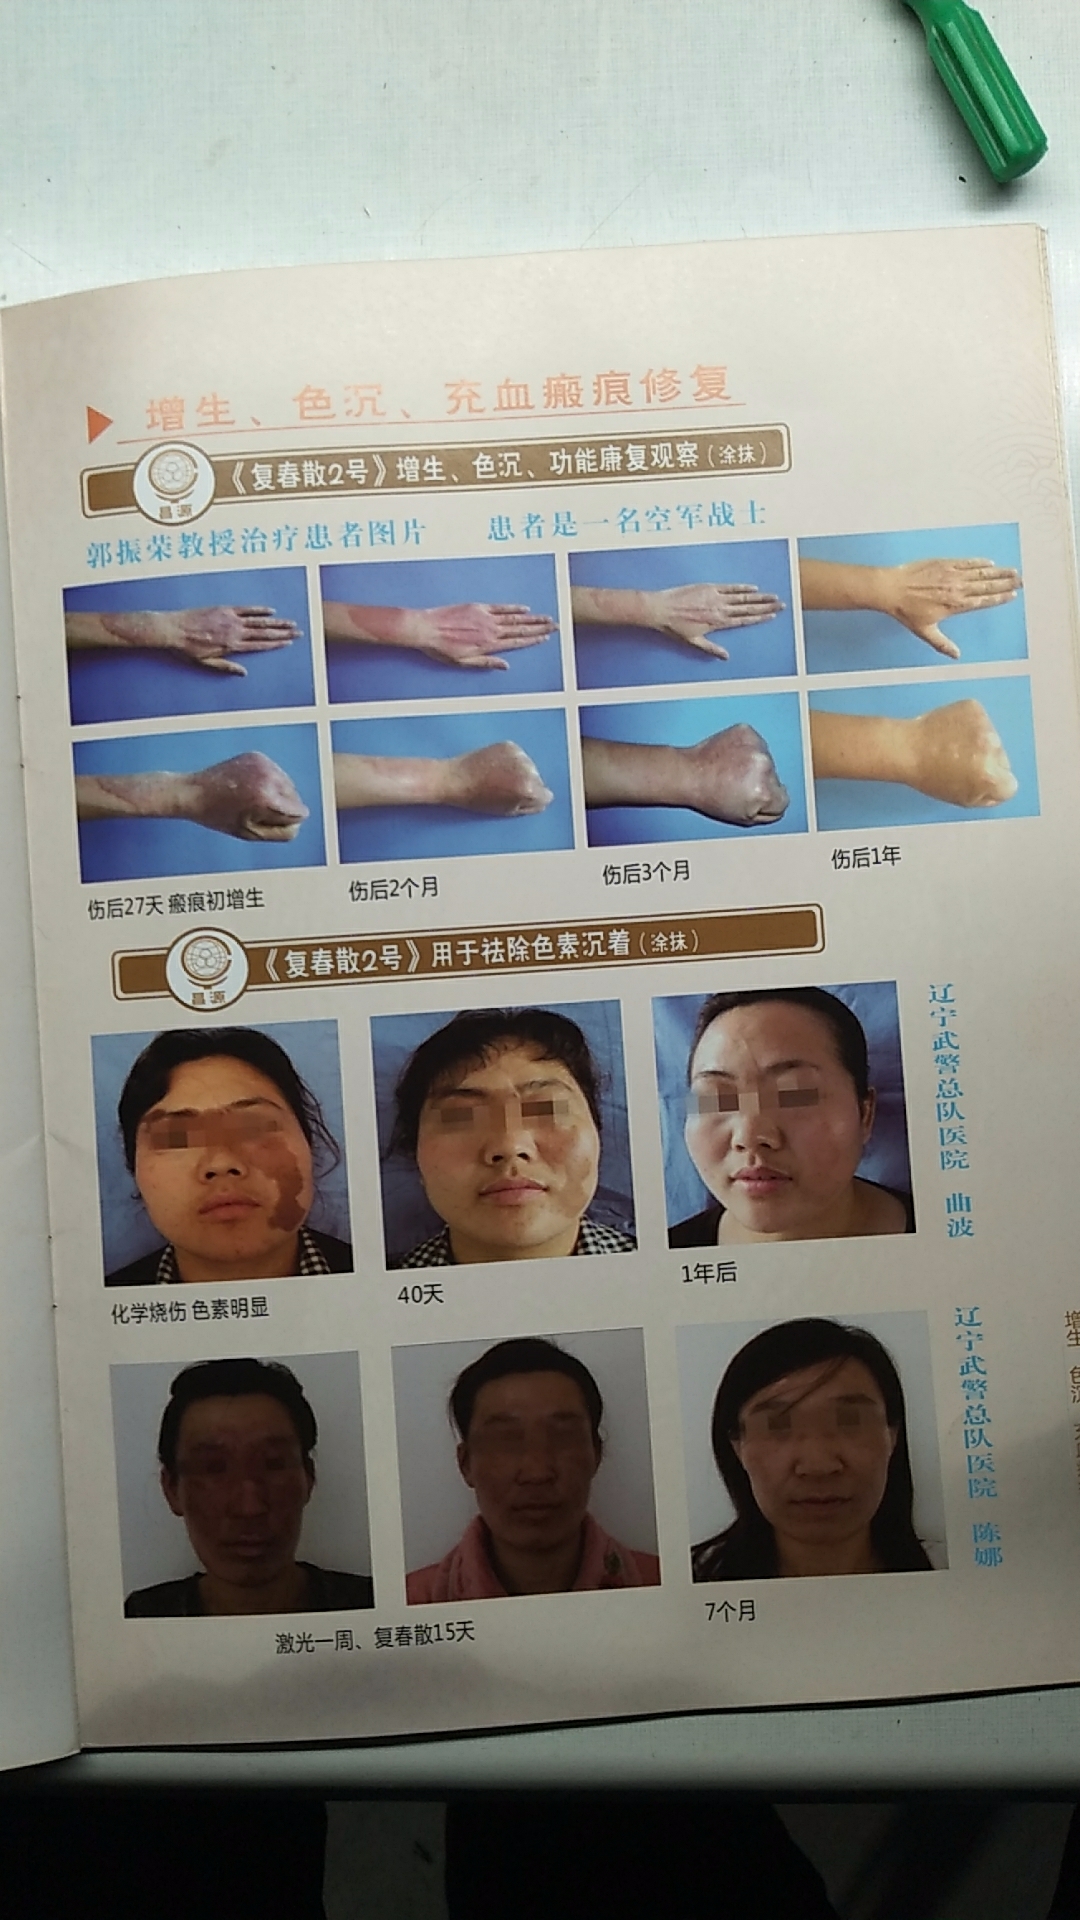 增生、色沉、充血瘢痕修复
《复春散2号》增生、色沉、功能康复观察(涂抹)
昌源
郭振荣教授治疗患者图片 患者是一名空军战士
伤后27天 瘢痕初增生
伤后2个月
伤后3个月
伤后1年
《复春散2号》用于祛除色素沉着(涂抹)
昌源
辽宁武警总队医院 曲波
化学烧伤 色素明显
40天
1年后
辽宁武警总队医院 陈娜
激光一周、复春散15天
7个月
增生 色沉